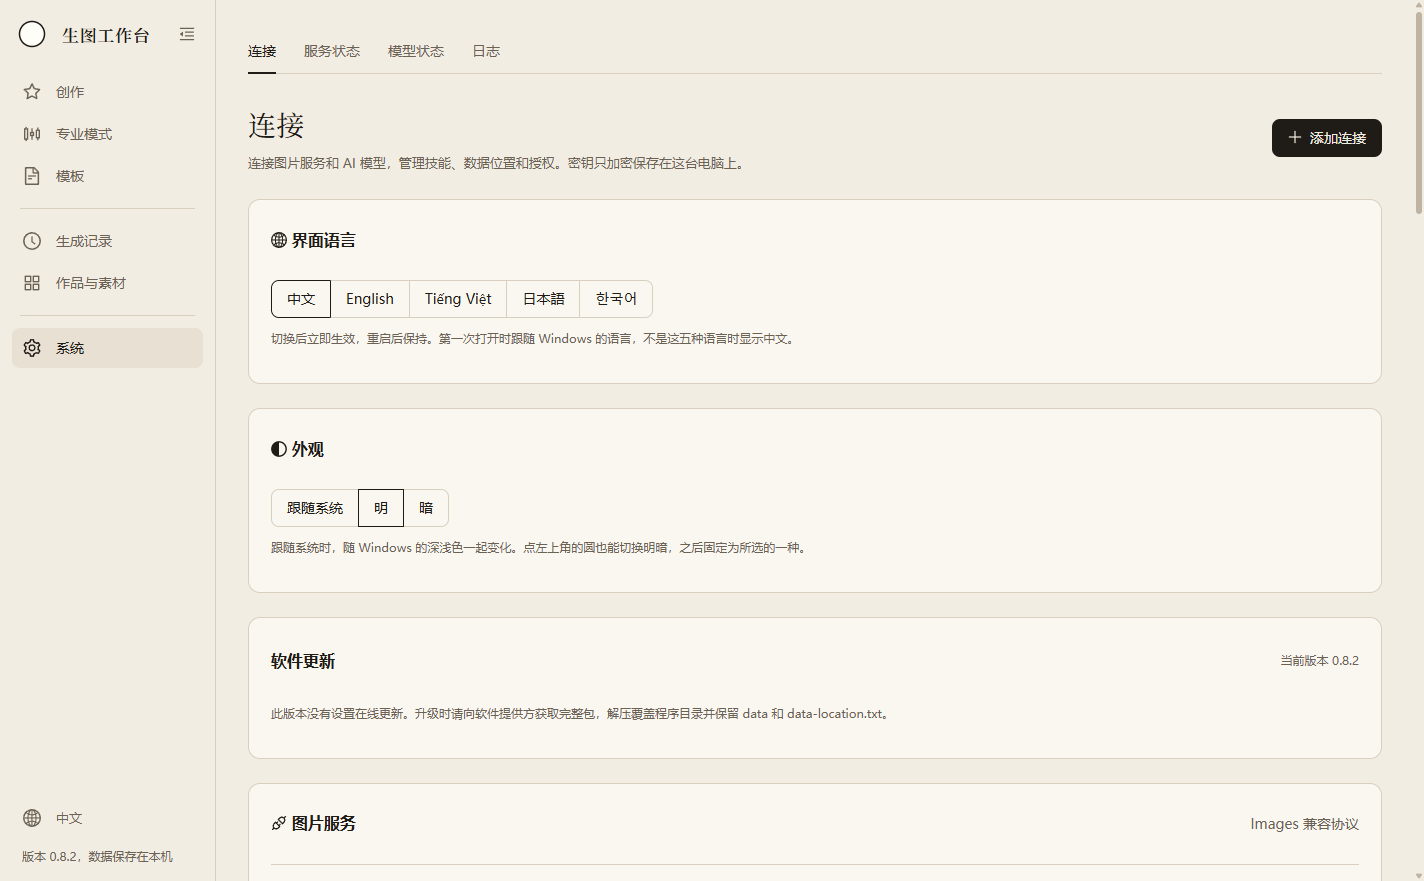 生图工作台
创作
专业模式
模板
生成记录
作品与素材
系统
中文
版本 0.8.2，数据保存在本机
连接 服务状态 模型状态 日志
连接
连接图片服务和 AI 模型，管理技能、数据位置和授权。密钥只加密保存在这台电脑上。
添加连接
界面语言
中文 English Tiếng Việt 日本語 한국어
切换后立即生效，重启后保持。第一次打开时跟随 Windows 的语言，不是这五种语言时显示中文。
外观
跟随系统 明 暗
跟随系统时，随 Windows 的深浅色一起变化。点左上角的圆也能切换明暗，之后固定为所选的一种。
软件更新
当前版本 0.8.2
此版本没有设置在线更新。升级时请向软件提供方获取完整包，解压覆盖程序目录并保留 data 和 data-location.txt。
图片服务
Images 兼容协议